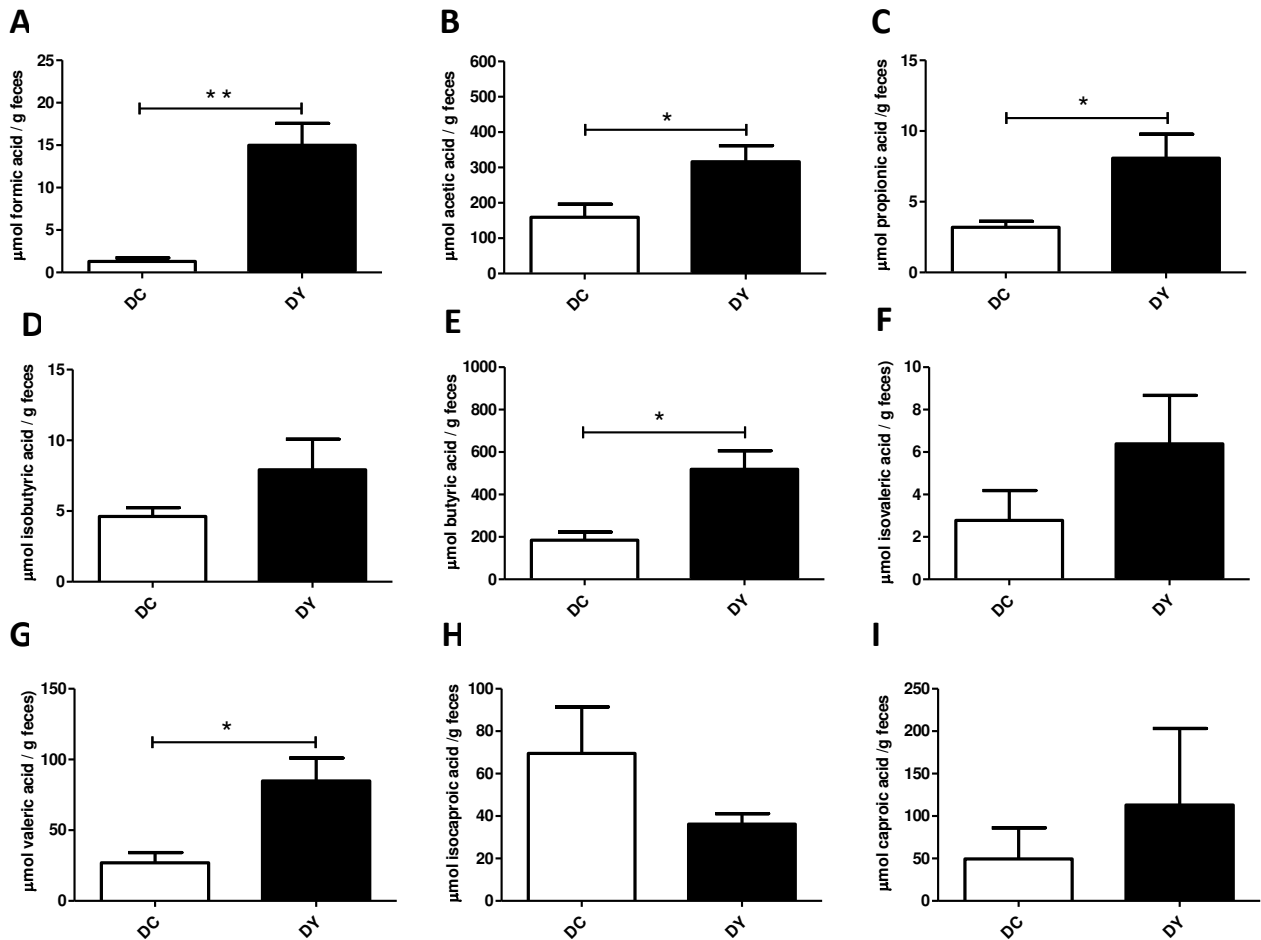 A
μmol formic acid / g feces
25
20
15
10
5
0
* *
DC
DY
B
μmol acetic acid / g feces
600
500
400
300
200
100
0
*
DC
DY
C
μmol propionic acid /g feces
15
10
5
0
*
DC
DY
D
μmol isobutyric acid / g feces
15
10
5
0
DC
DY
E
μmol butyric acid / g feces
1000
800
600
400
200
0
*
DC
DY
F
μmol isovaleric acid / g feces)
10
8
6
4
2
0
DC
DY
G
μmol valeric acid / g feces)
150
100
50
0
*
DC
DY
H
μmol isocaproic acid /g feces
100
80
60
40
20
0
DC
DY
I
μmol caproic acid /g feces
250
200
150
100
50
0
DC
DY